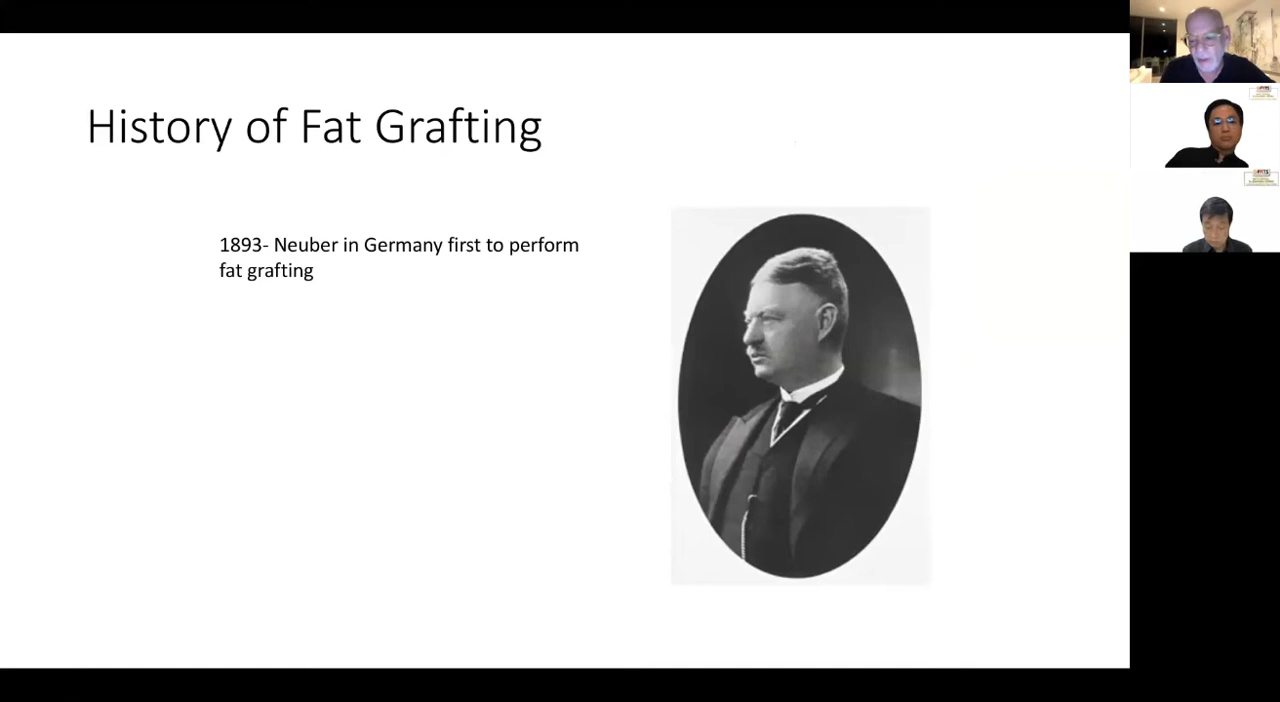 History of Fat Grafting
1893- Neuber in Germany first to perform
fat grafting